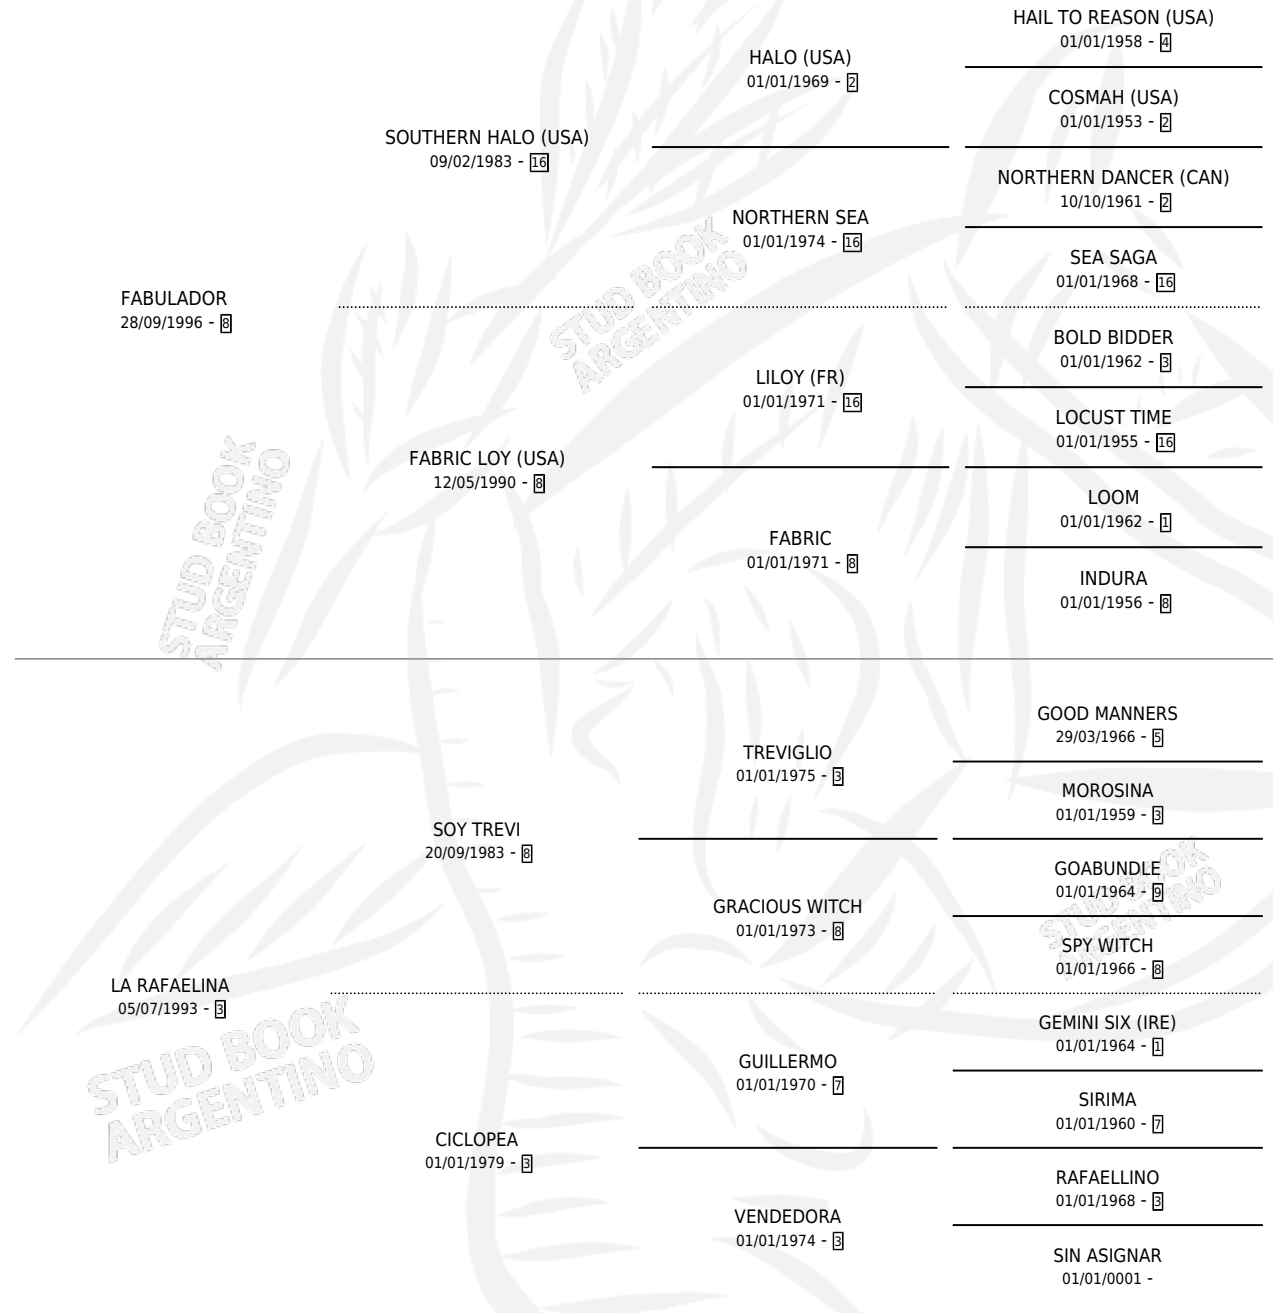 HAIL TO REASON (USA)
01/01/1958 - 4
HALO (USA)
01/01/1969 - 2
COSMAH (USA)
01/01/1953 - 2
SOUTHERN HALO (USA)
09/02/1983 - 16
NORTHERN DANCER (CAN)
10/10/1961 - 2
NORTHERN SEA
01/01/1974 - 16
SEA SAGA
01/01/1968 - 16
FABULADOR
28/09/1996 - 8
BOLD BIDDER
01/01/1962 - 3
LILOY (FR)
01/01/1971 - 16
LOCUST TIME
01/01/1955 - 16
FABRIC LOY (USA)
12/05/1990 - 8
LOOM
01/01/1962 - 1
FABRIC
01/01/1971 - 8
INDURA
01/01/1956 - 8
GOOD MANNERS
29/03/1966 - 5
TREVIGLIO
01/01/1975 - 3
MOROSINA
01/01/1959 - 3
SOY TREVI
20/09/1983 - 8
GOABUNDLE
01/01/1964 - 9
GRACIOUS WITCH
01/01/1973 - 8
SPY WITCH
01/01/1966 - 8
LA RAFAELINA
05/07/1993 - 3
GEMINI SIX (IRE)
01/01/1964 - 1
GUILLERMO
01/01/1970 - 7
SIRIMA
01/01/1960 - 7
CICLOPEA
01/01/1979 - 3
RAFAELLINO
01/01/1968 - 3
VENDEDORA
01/01/1974 - 3
SIN ASIGNAR
01/01/0001 -
STUD BOOK
ARGENTINO
STUD BOOK
ARGENTINO
STUD BOOK
ARGENTINO
STUD BOOK
ARGENTINO